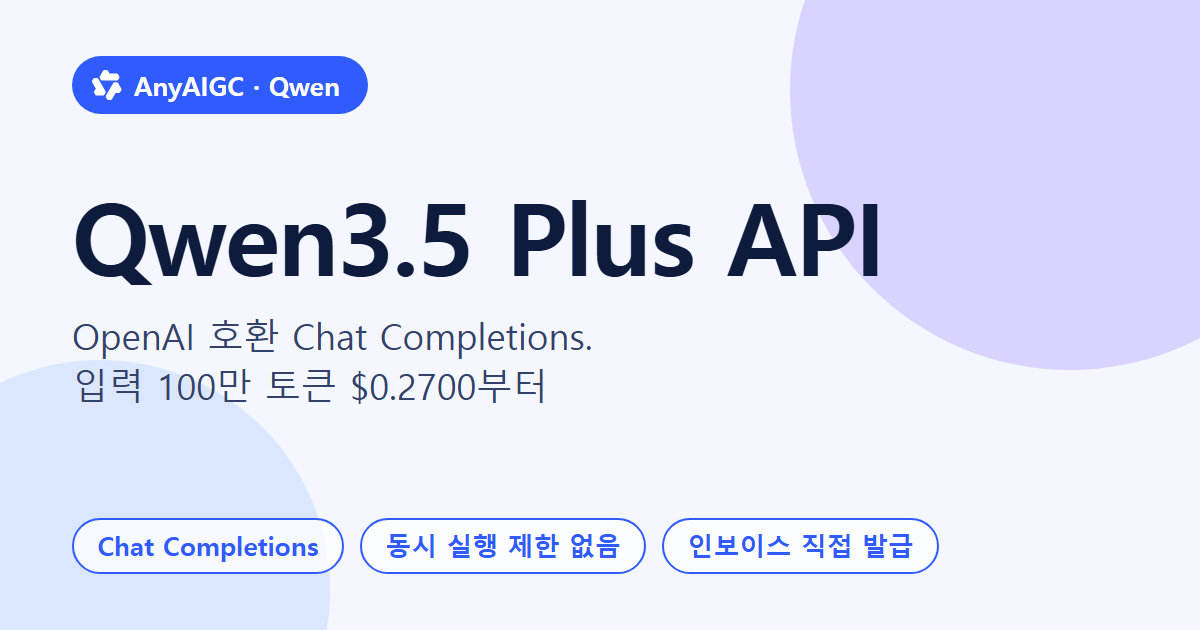 AnyAIGC · Qwen
Qwen3.5 Plus API
OpenAI 호환 Chat Completions.
입력 100만 토큰 $0.2700부터
Chat Completions
동시 실행 제한 없음
인보이스 직접 발급